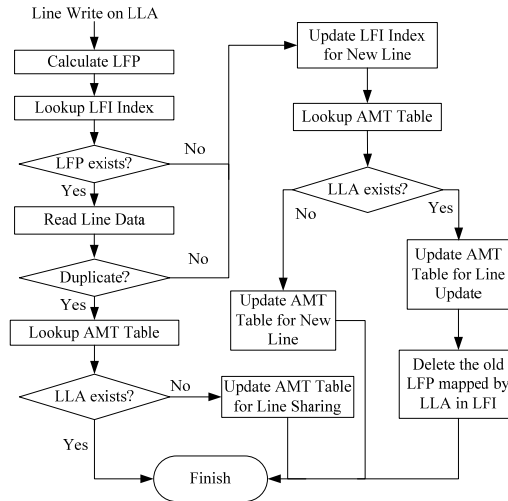 Line Write on LLA
Calculate LFP
Lookup LFI Index
LFP exists?
No
Yes
Read Line Data
Duplicate?
No
Yes
Lookup AMT Table
LLA exists?
No
Yes
Update AMT Table
for Line Sharing
Update LFI Index
for New Line
Lookup AMT Table
LLA exists?
No
Yes
Update AMT
Table for New
Line
Update AMT
Table for Line
Update
Delete the old
LFP mapped by
LLA in LFI
Finish